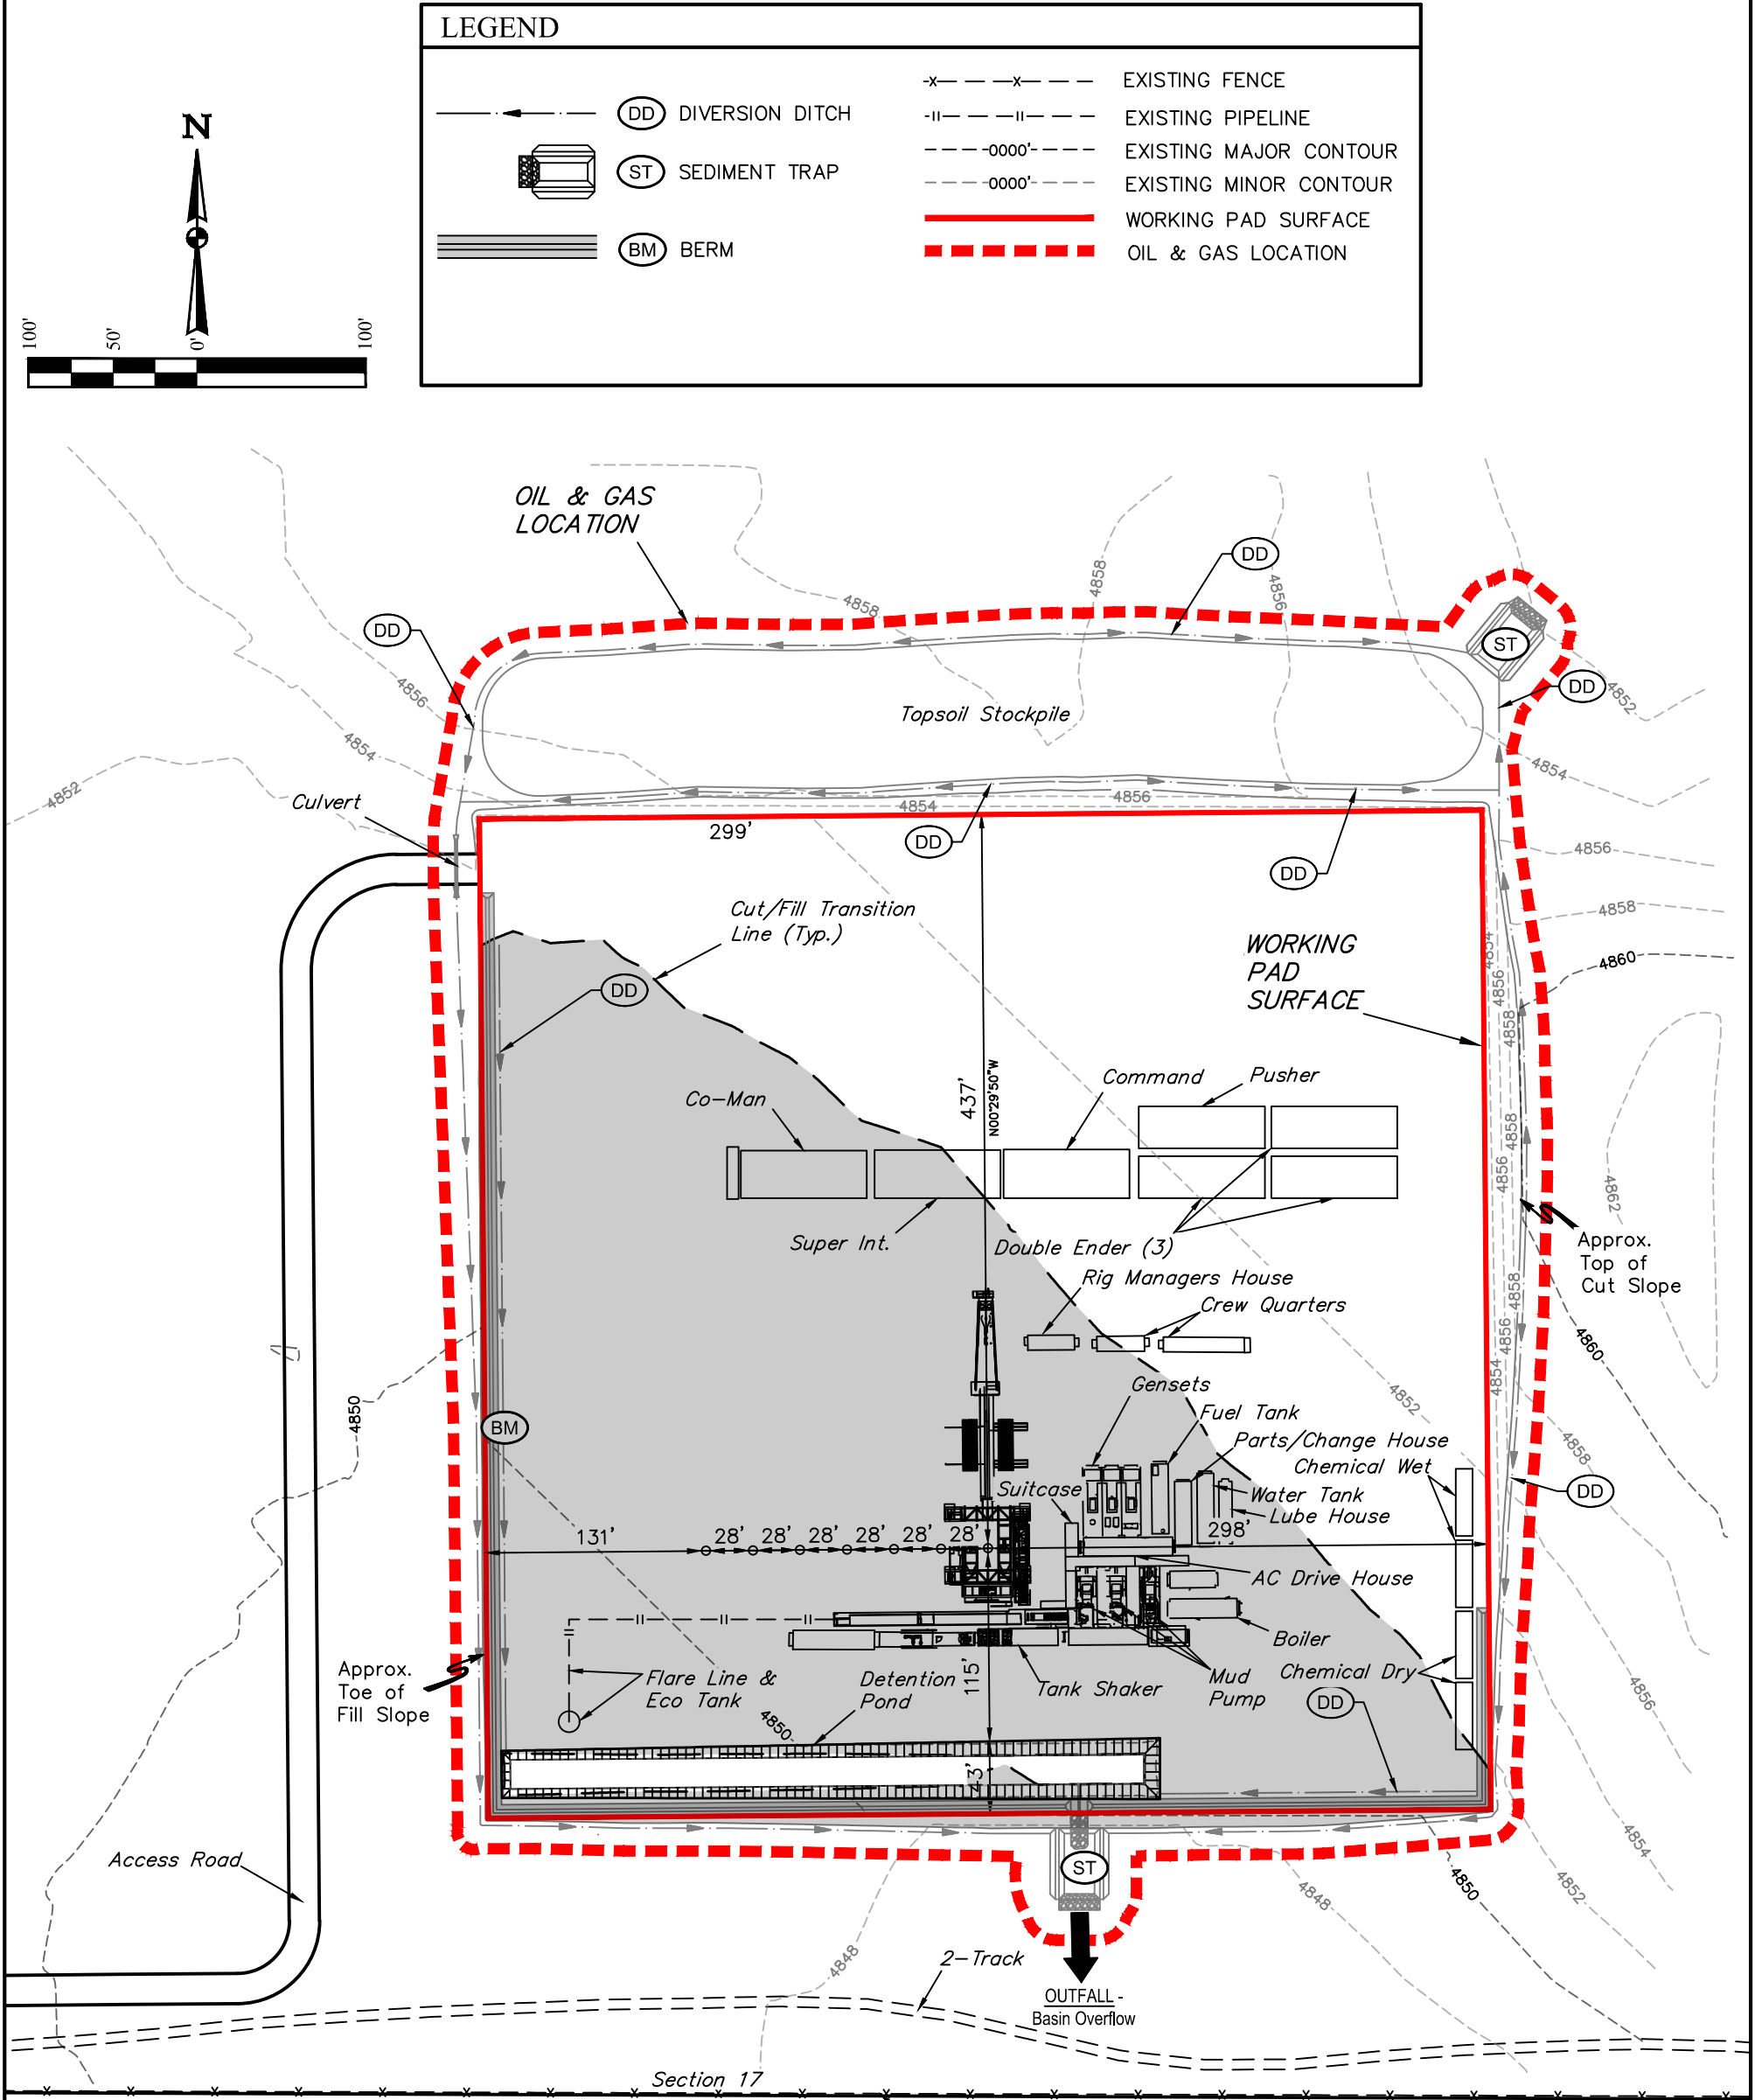 LEGEND
DD DIVERSION DITCH
ST SEDIMENT TRAP
BM BERM
EXISTING FENCE
EXISTING PIPELINE
0000' EXISTING MAJOR CONTOUR
0000' EXISTING MINOR CONTOUR
WORKING PAD SURFACE
OIL & GAS LOCATION
N
100'
50'
0'
100'
OIL & GAS
LOCATION
DD
DD
4858
4858
4856
ST
DD
4852
4856
4854
4852
Topsoil Stockpile
4854
Culvert
4854
4856
299'
DD
DD
4856
4858
4860
Cut/Fill Transition
Line (Typ.)
WORKING
PAD
SURFACE
DD
4854
4856
4858
437'
N00°29'50"W
Co-Man
Command
Pusher
4858
4856
4862
Super Int.
Double Ender (3)
Approx.
Top of
Cut Slope
Rig Managers House
Crew Quarters
4858
4856
4854
4860
4850
Gensets
4852
Fuel Tank
Parts/Change House
Chemical Wet
4858
BM
Suitcase
Water Tank
Lube House
DD
131'
28'
28'
28'
28'
28'
28'
298'
AC Drive House
Boiler
Approx.
Toe of
Fill Slope
Flare Line &
Eco Tank
Detention
Pond
115'
Tank Shaker
Mud
Pump
Chemical Dry
DD
4856
4850
43'
4854
Access Road
ST
4848
4850
4852
4848
2-Track
OUTFALL -
Basin Overflow
Section 17